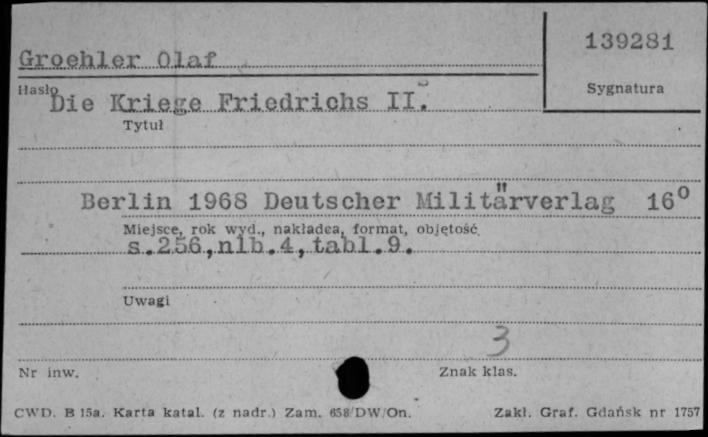 139281
Groehler Olaf
Hasło
Sygnatura
Die Kriege Friedrichs II.
Tytuł
Berlin 1968 Deutscher Militärverlag 16°
Miejsce, rok wyd., nakładca, format, objętość
s.256,nlb.4,tabl.9.
Uwagi
3
Nr inw.
Znak klas.
CWD. B 15a. Karta katal. (z nadr.) Zam. 658/DW/On.
Zakł. Graf. Gdańsk nr 1757